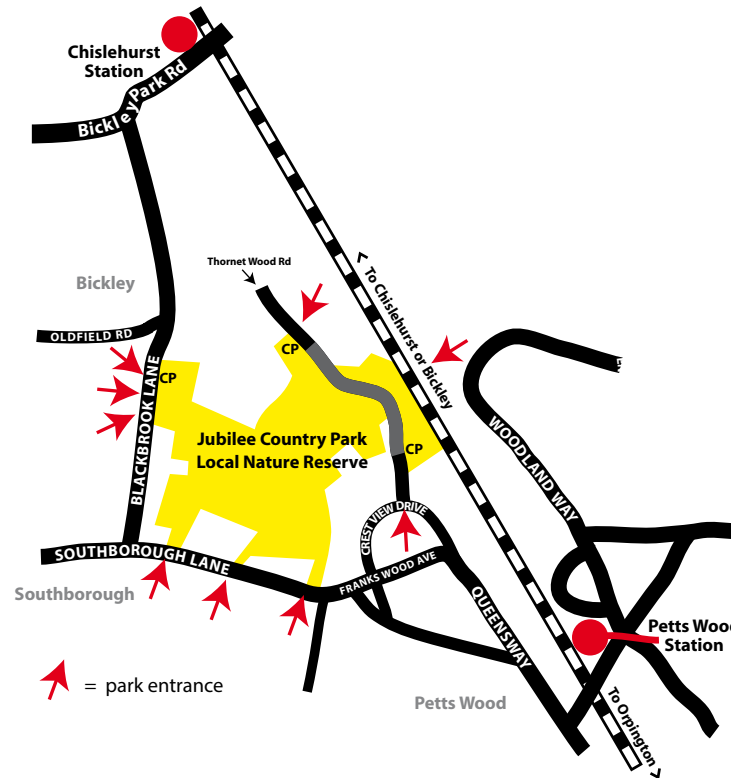 Chislehurst
Station
Bickley Park Rd
Thornet Wood Rd
To Chislehurst or Bickley
Bickley
OLDFIELD RD
CP
CP
BLACKBROOK LANE
WOODLAND WAY
Jubilee Country Park
Local Nature Reserve
CP
CREST VIEW DRIVE
SOUTHBOROUGH LANE
FRANKS WOOD AVE
Southborough
QUEENSWAY
Petts Wood
Station
= park entrance
Petts Wood
To Orpington